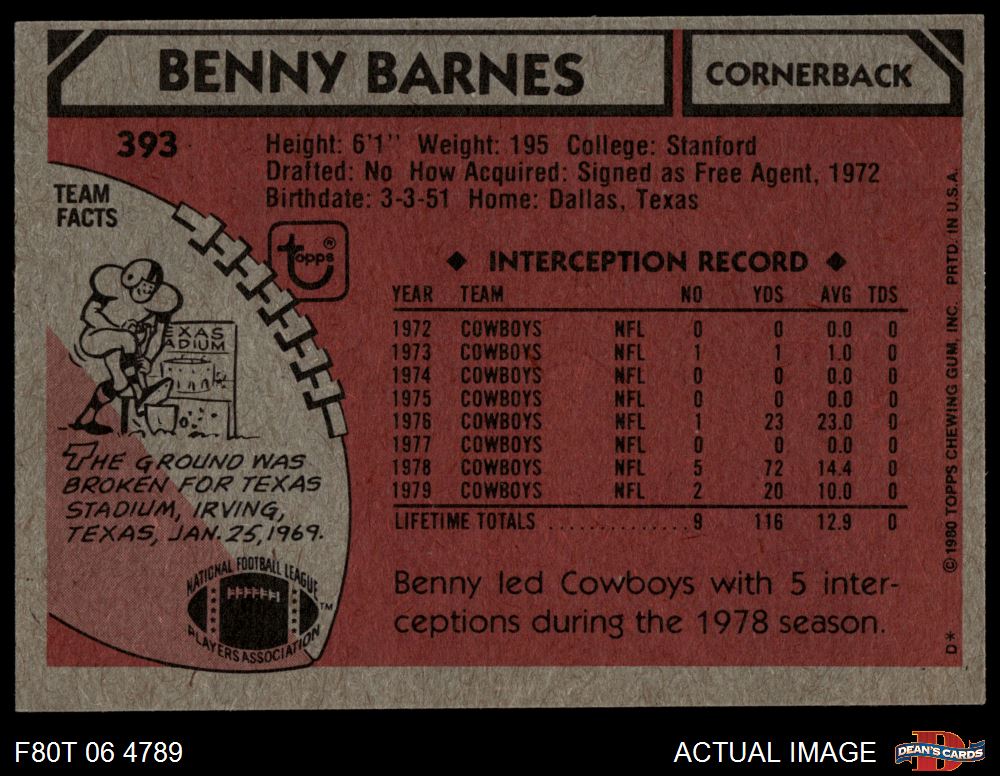 BENNY BARNES
CORNERBACK
393
Height: 6'1'' Weight: 195 College: Stanford
Drafted: No How Acquired: Signed as Free Agent, 1972
Birthdate: 3-3-51 Home: Dallas, Texas
TEAM
FACTS
topps®
EXAS
ADIUM
THE GROUND WAS
BROKEN FOR TEXAS
STADIUM, IRVING,
TEXAS, JAN. 25, 1969.
NATIONAL FOOTBALL LEAGUE
PLAYERS ASSOCIATION
TM
◆ INTERCEPTION RECORD ◆
YEAR TEAM NO YDS AVG TDS
1972 COWBOYS NFL 0 0 0.0 0
1973 COWBOYS NFL 1 1 1.0 0
1974 COWBOYS NFL 0 0 0.0 0
1975 COWBOYS NFL 0 0 0.0 0
1976 COWBOYS NFL 1 23 23.0 0
1977 COWBOYS NFL 0 0 0.0 0
1978 COWBOYS NFL 5 72 14.4 0
1979 COWBOYS NFL 2 20 10.0 0
LIFETIME TOTALS .............. 9 116 12.9 0
Benny led Cowboys with 5 inter-
ceptions during the 1978 season.
D* © 1980 TOPPS CHEWING GUM, INC. PRTD. IN U.S.A.
F80T 06 4789
ACTUAL IMAGE
DEAN'S CARDS